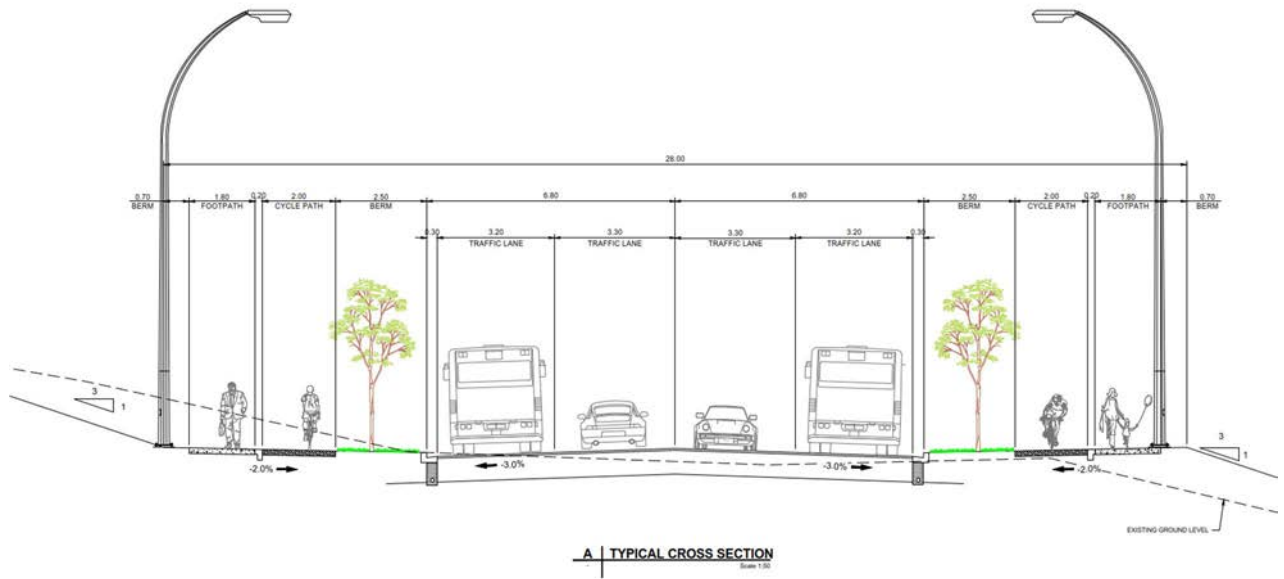 28.00
0.70 1.80 0.20 2.00 2.50 6.80 6.80 2.50 2.00 0.20 1.80 0.70
BERM FOOTPATH CYCLE PATH BERM BERM CYCLE PATH FOOTPATH BERM
0.30 3.20 3.30 3.30 3.20 0.30
TRAFFIC LANE TRAFFIC LANE TRAFFIC LANE TRAFFIC LANE
3
1
3
1
-2.0% -3.0% -3.0% -2.0%
EXISTING GROUND LEVEL
A TYPICAL CROSS SECTION
Scale 1:50